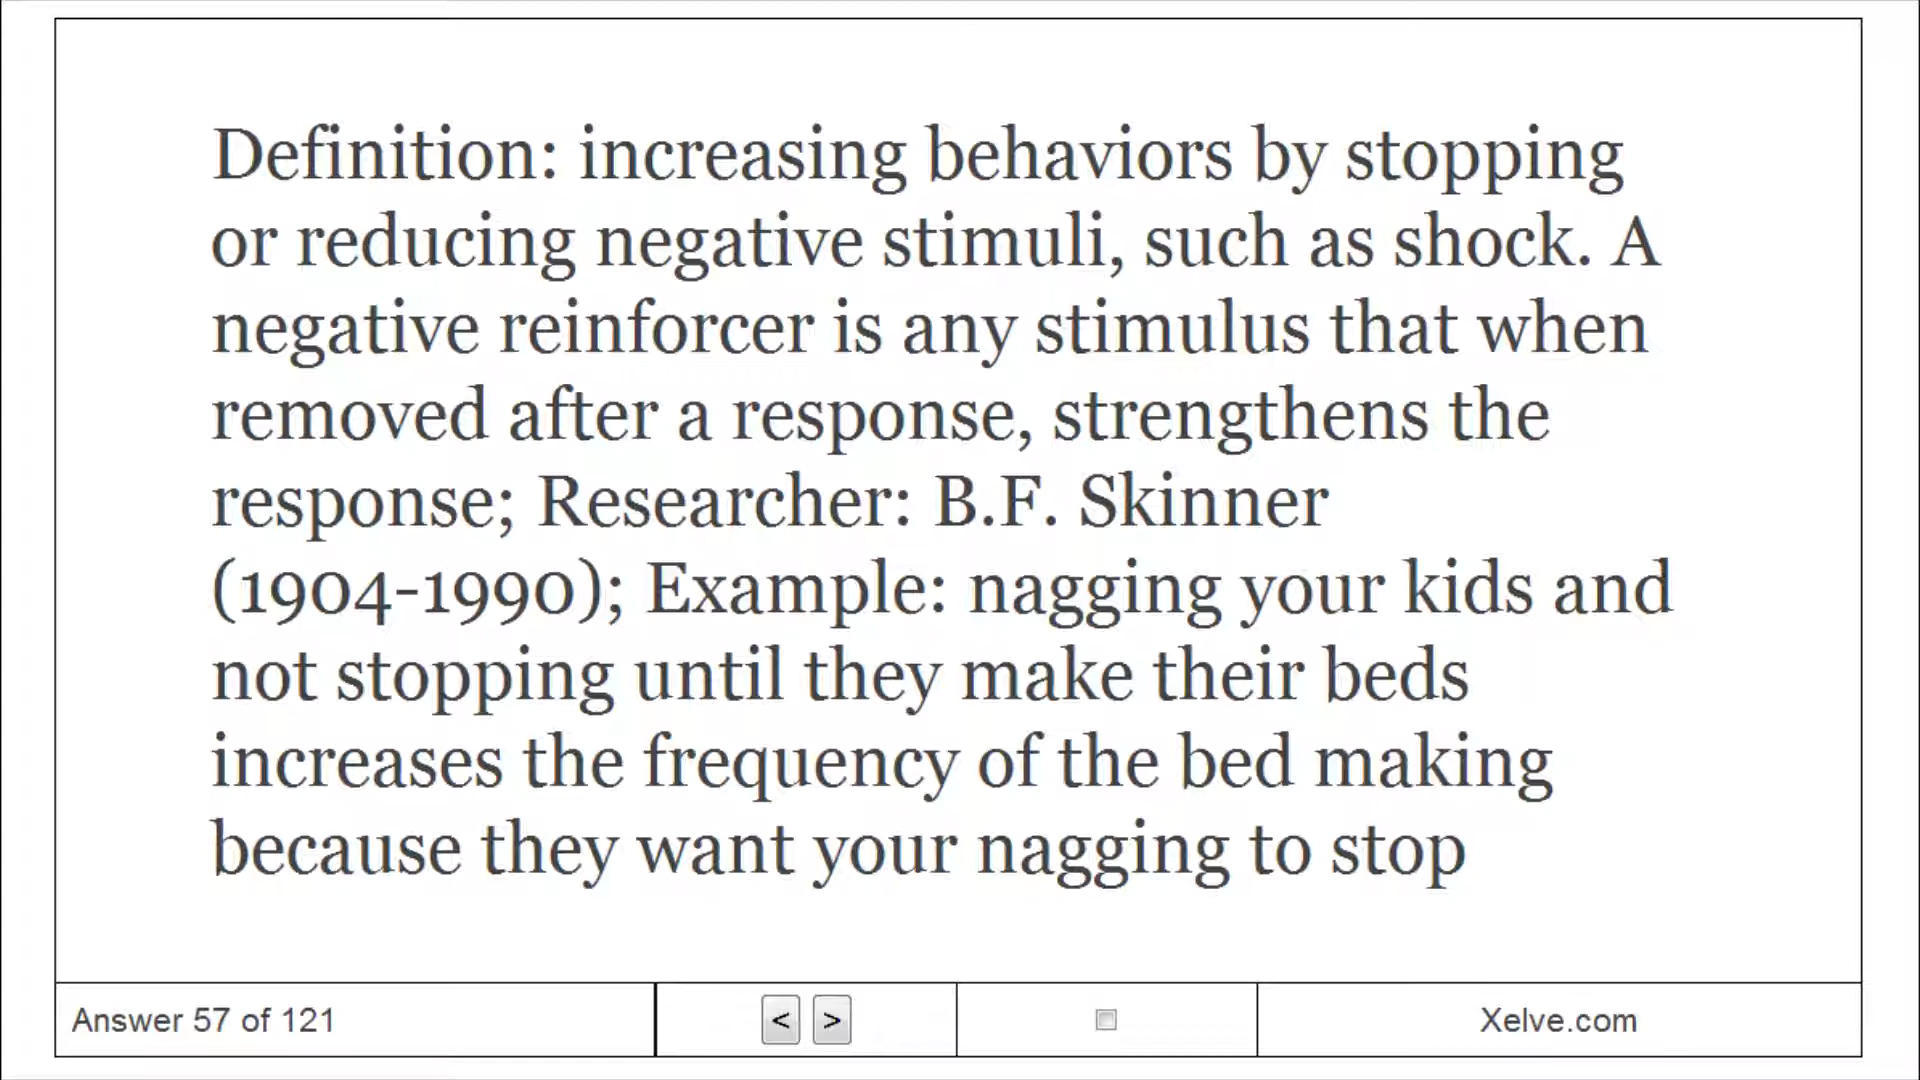 Definition: increasing behaviors by stopping
or reducing negative stimuli, such as shock. A
negative reinforcer is any stimulus that when
removed after a response, strengthens the
response; Researcher: B.F. Skinner
(1904-1990); Example: nagging your kids and
not stopping until they make their beds
increases the frequency of the bed making
because they want your nagging to stop
Answer 57 of 121
< >
Xelve.com